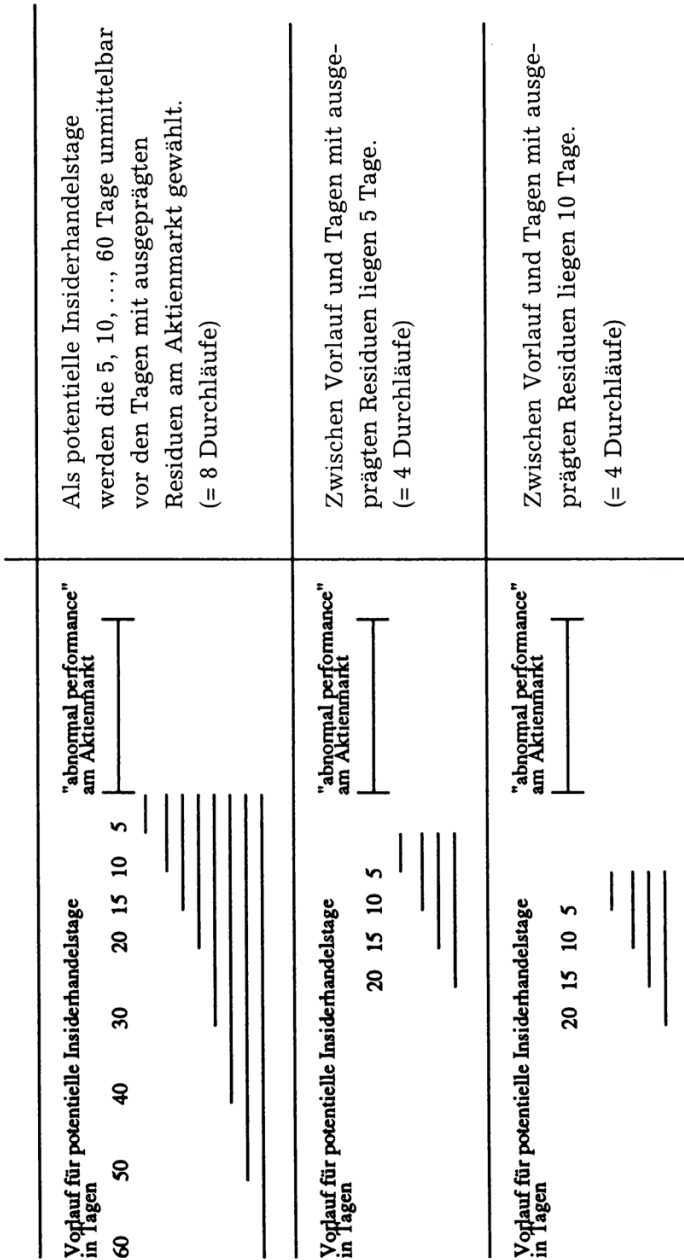 Vorlauf für potentielle Insiderhandelstage
in Tagen
60 50 40 30 20 15 10 5
"abnormal performance"
am Aktienmarkt
Als potentielle Insiderhandelstage
werden die 5, 10, ..., 60 Tage unmittelbar
vor den Tagen mit ausgeprägten
Residuen am Aktienmarkt gewählt.
(= 8 Durchläufe)
Vorlauf für potentielle Insiderhandelstage
in Tagen
20 15 10 5
"abnormal performance"
am Aktienmarkt
Zwischen Vorlauf und Tagen mit ausge-
prägten Residuen liegen 5 Tage.
(= 4 Durchläufe)
Vorlauf für potentielle Insiderhandelstage
in Tagen
20 15 10 5
"abnormal performance"
am Aktienmarkt
Zwischen Vorlauf und Tagen mit ausge-
prägten Residuen liegen 10 Tage.
(= 4 Durchläufe)